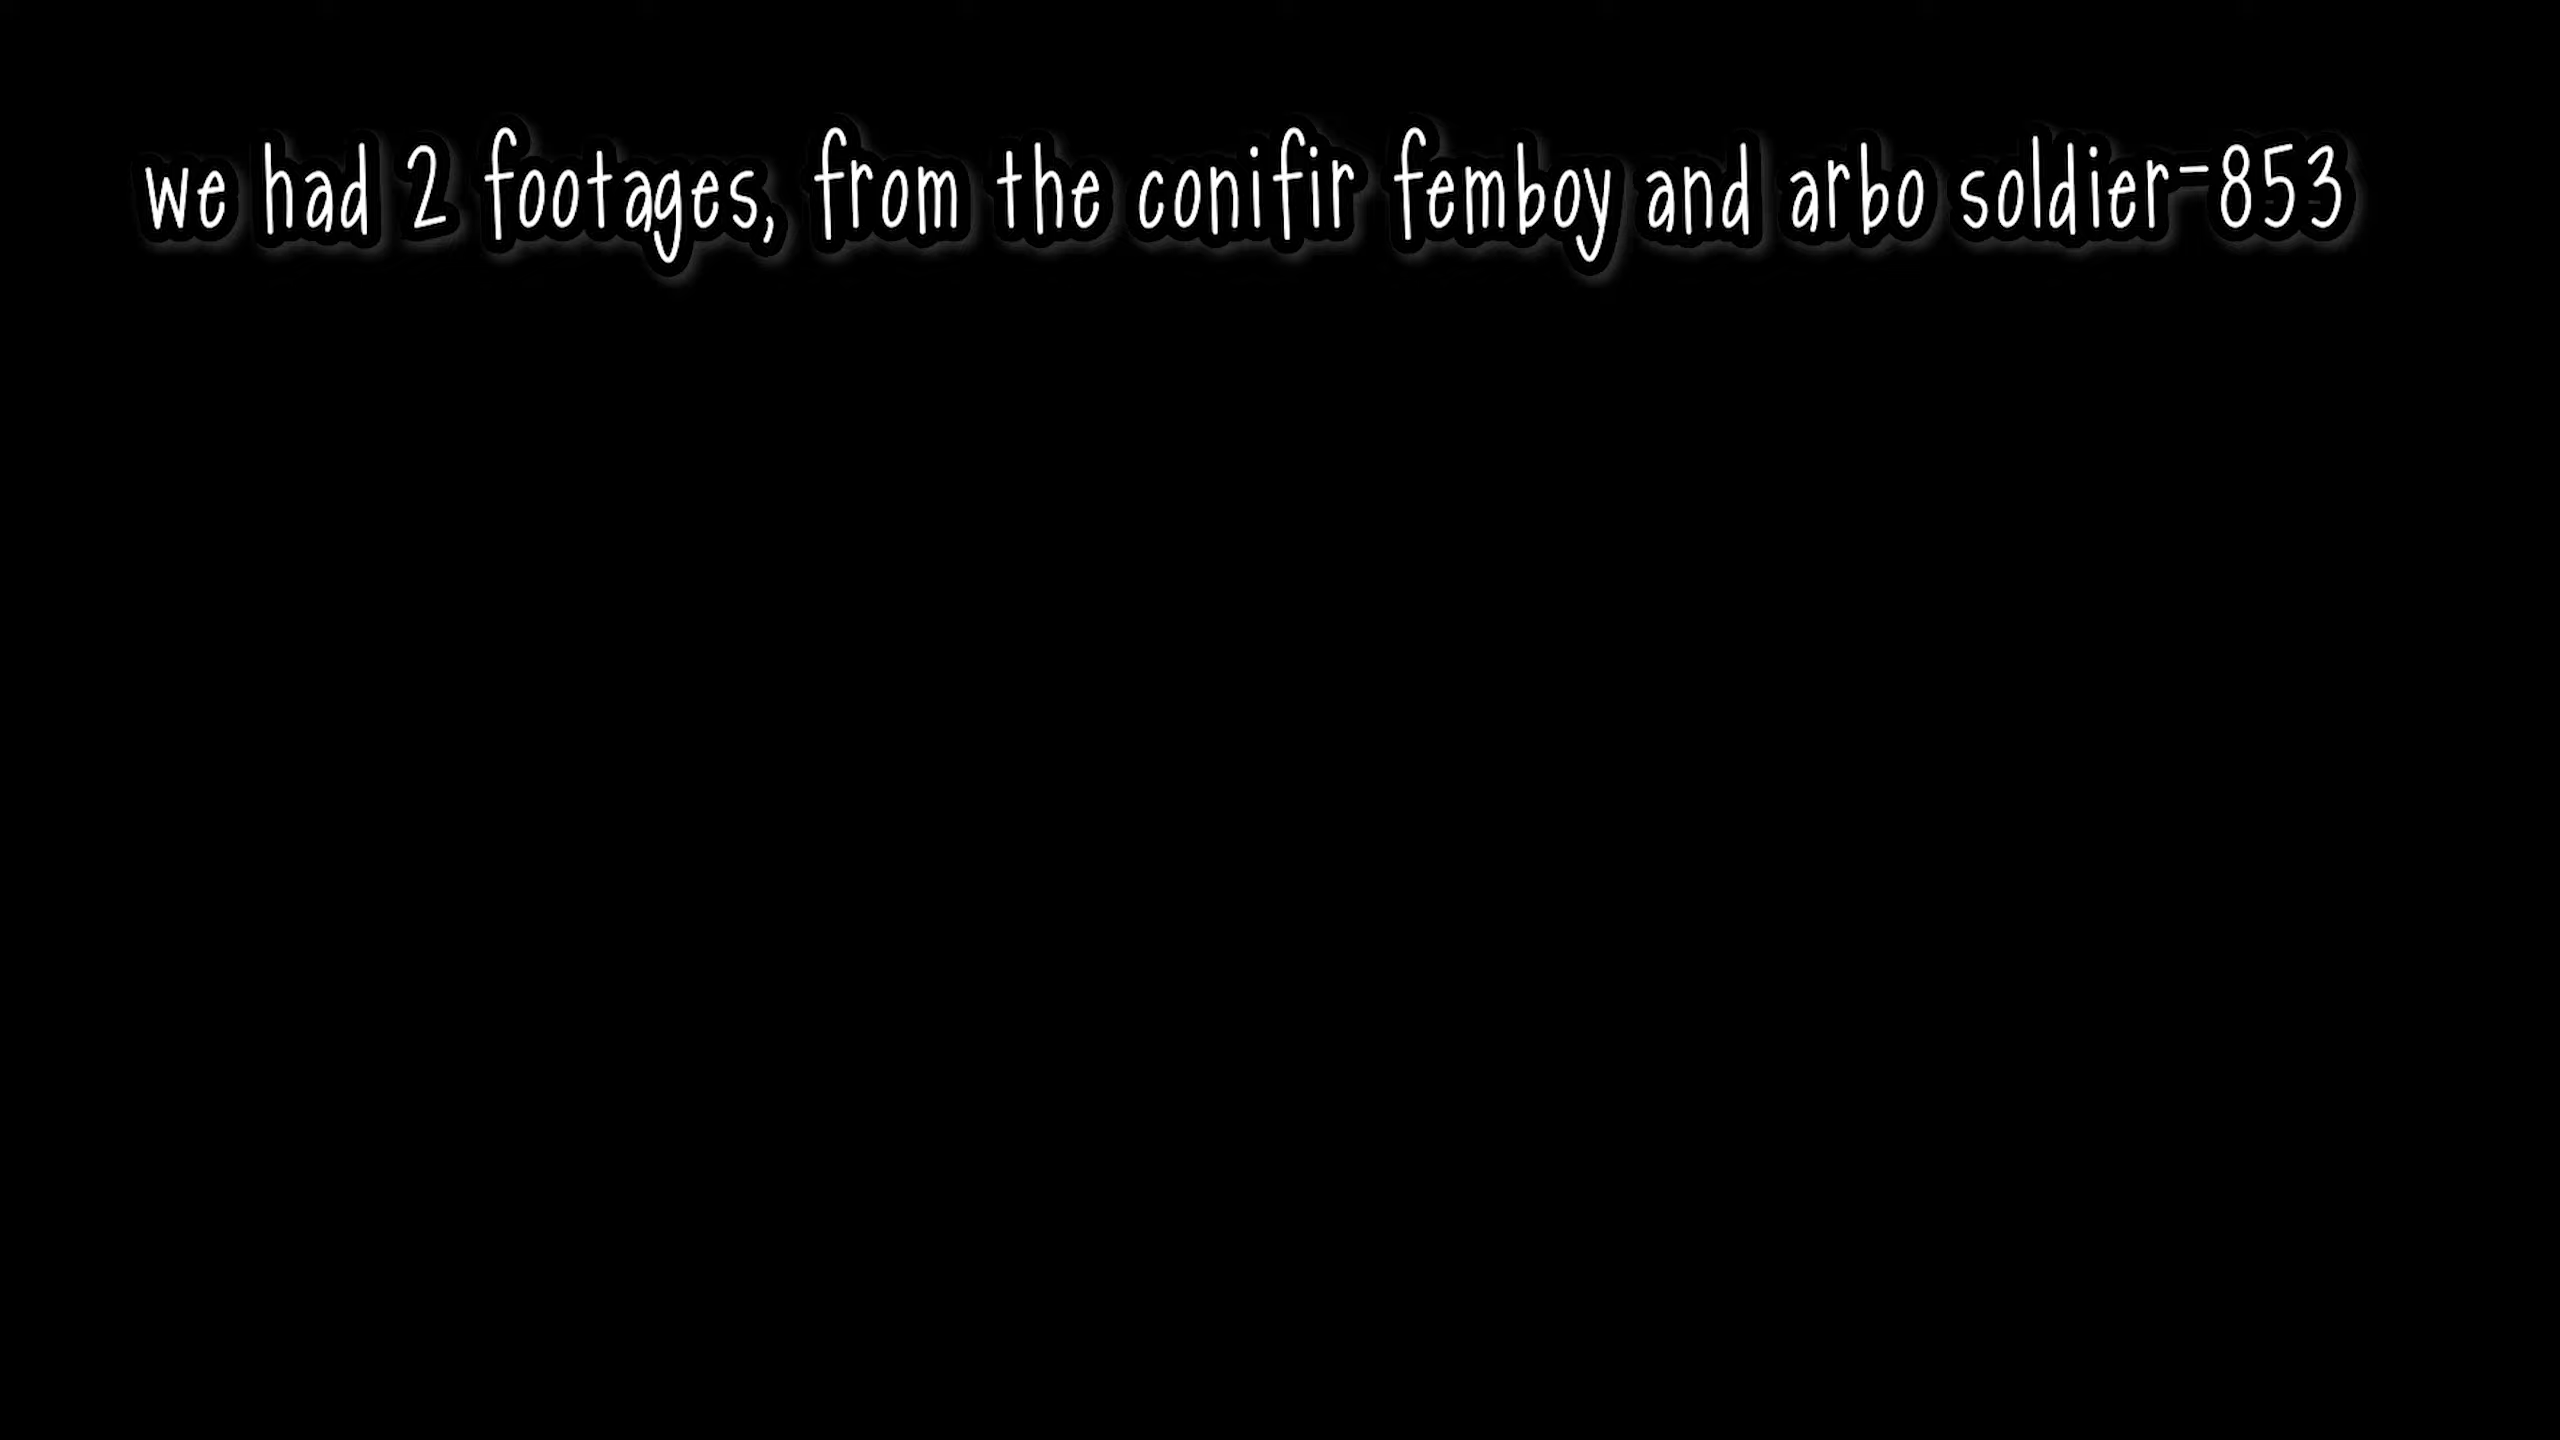 we had 2 footages, from the conifir femboy and arbo soldier-853